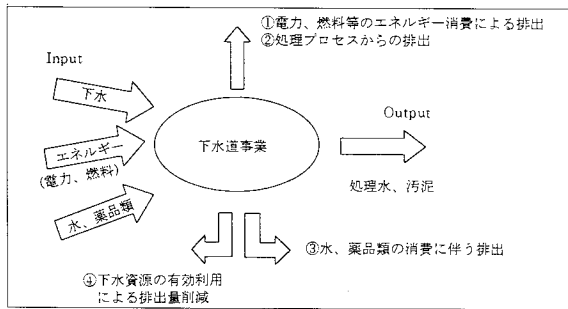 ①電力、燃料等のエネルギー消費による排出
②処理プロセスからの排出
Input
下水
エネルギー
(電力、燃料)
水、薬品類
下水道事業
Output
処理水、汚泥
③水、薬品類の消費に伴う排出
④下水資源の有効利用
による排出量削減